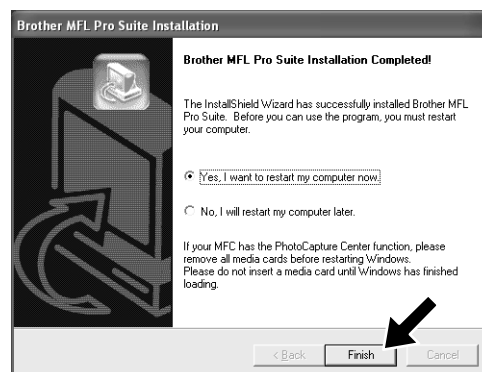 Brother MFL Pro Suite Installation
Brother MFL Pro Suite Installation Completed!
The InstallShield Wizard has successfully installed Brother MFL
Pro Suite. Before you can use the program, you must restart
your computer.
Yes, I want to restart my computer now.
No, I will restart my computer later.
If your MFC has the PhotoCapture Center function, please
remove all media cards before restarting Windows.
Please do not insert a media card until Windows has finished
loading.
< Back
Finish
Cancel